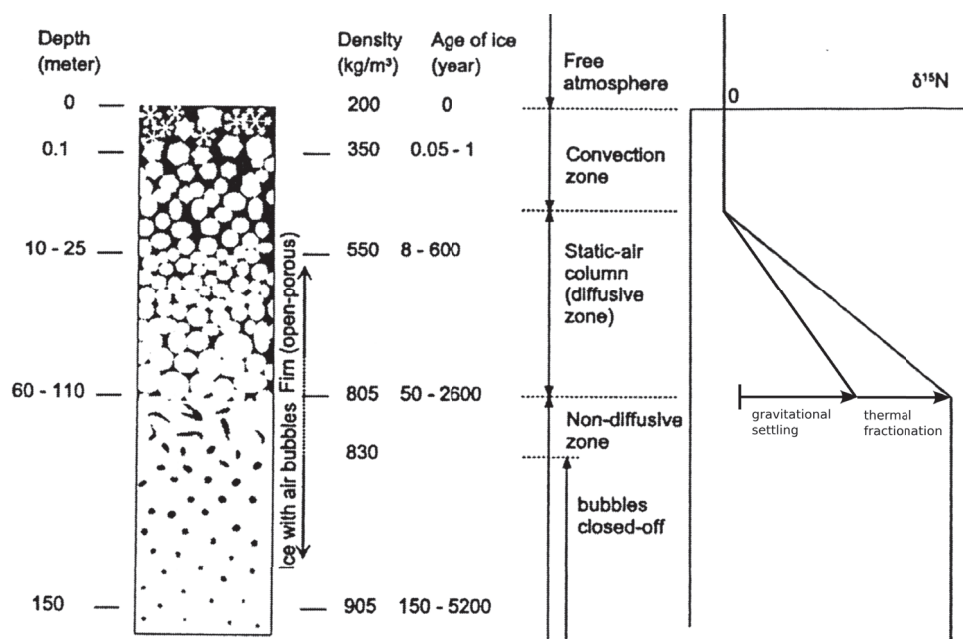 Depth
(meter)
Density
(kg/m³)
Age of ice
(year)
0
200
0
0.1
350
0.05 - 1
10 - 25
550
8 - 600
60 - 110
805
50 - 2600
830
150
905
150 - 5200
Ice with air bubbles Firn (open-porous)
Free
atmosphere
Convection
zone
Static-air
column
(diffusive
zone)
Non-diffusive
zone
bubbles
closed-off
0
δ¹⁵N
gravitational
settling
thermal
fractionation